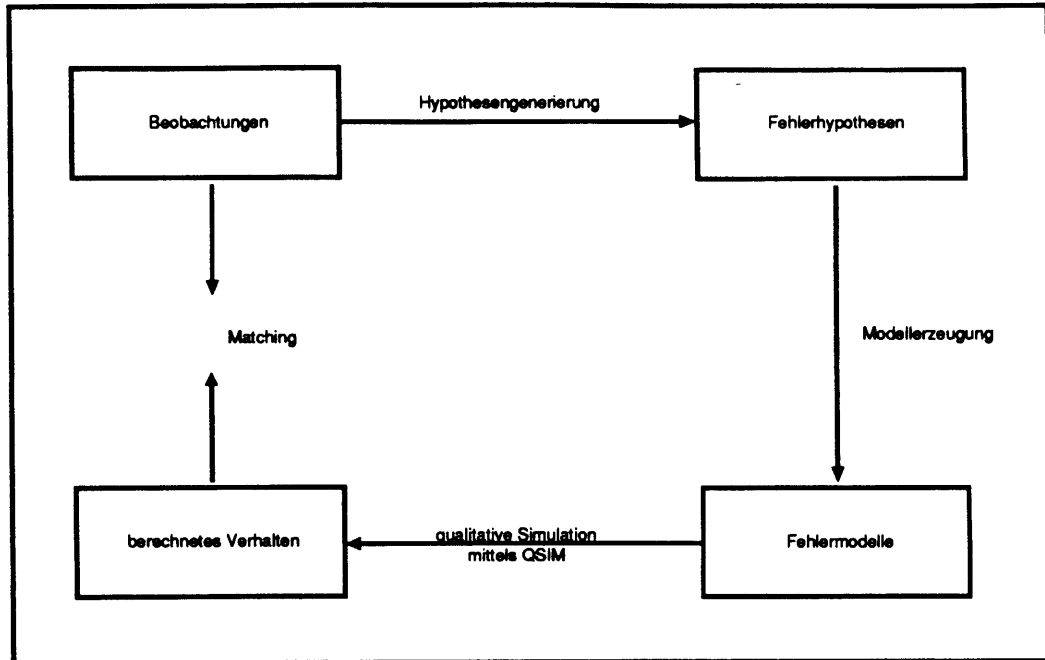 Hypothesengenerierung
Beobachtungen
Fehlerhypothesen
Matching
Modellerzeugung
qualitative Simulation
mittels QSIM
berechnetes Verhalten
Fehlermodelle